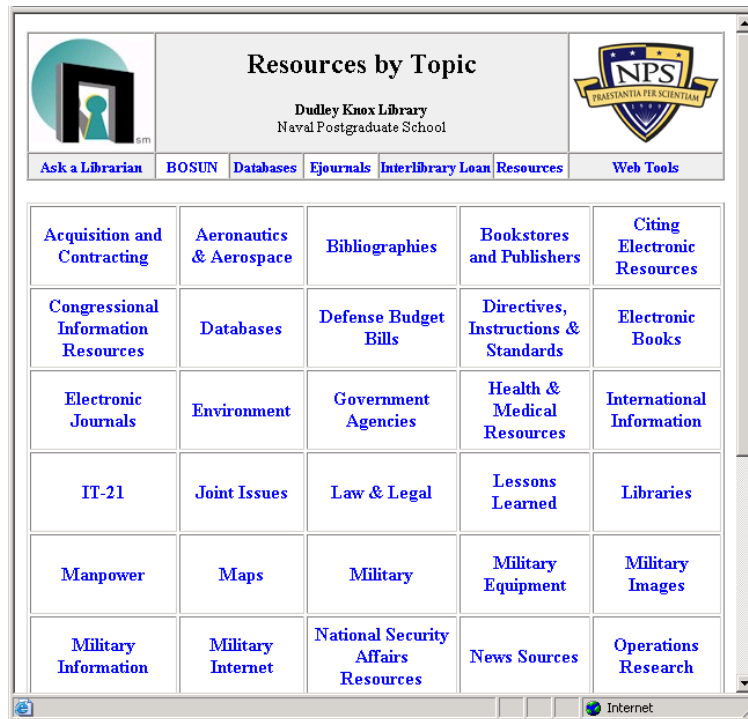 Resources by Topic
Dudley Knox Library
Naval Postgraduate School
sm
NPS
PRAESTANTIA PER SCIENTIAM
1909
Ask a Librarian BOSUN Databases Ejournals Interlibrary Loan Resources Web Tools
Acquisition and
Contracting
Aeronautics
& Aerospace
Bibliographies
Bookstores
and Publishers
Citing
Electronic
Resources
Congressional
Information
Resources
Databases
Defense Budget
Bills
Directives,
Instructions &
Standards
Electronic
Books
Electronic
Journals
Environment
Government
Agencies
Health &
Medical
Resources
International
Information
IT-21
Joint Issues
Law & Legal
Lessons
Learned
Libraries
Manpower
Maps
Military
Military
Equipment
Military
Images
Military
Information
Military
Internet
National Security
Affairs
Resources
News Sources
Operations
Research
Internet